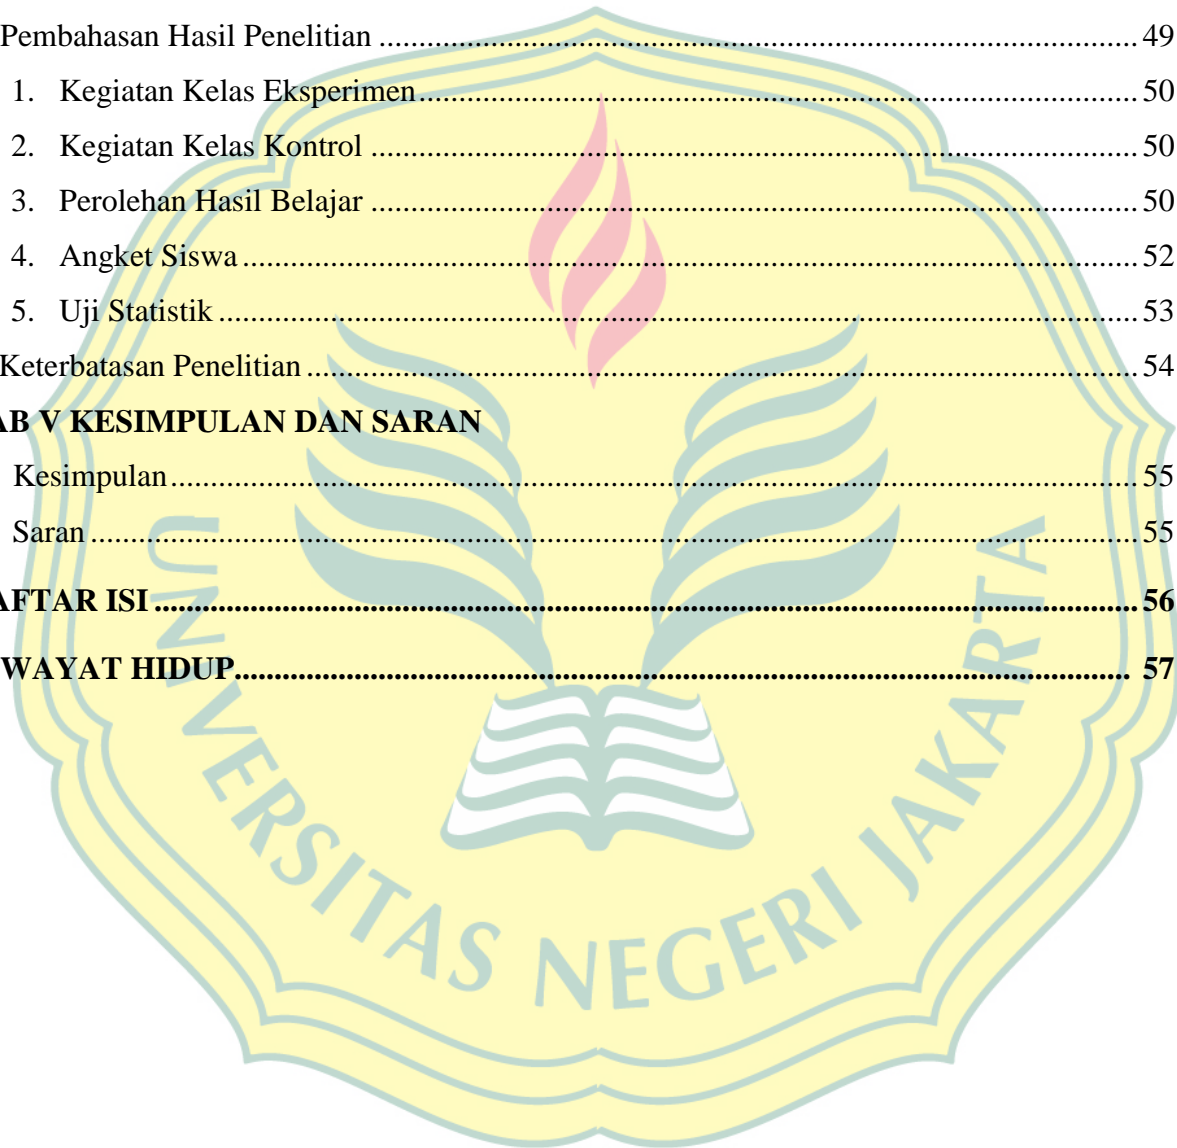 Pembahasan Hasil Penelitian ........ 49
1. Kegiatan Kelas Eksperimen ........ 50
2. Kegiatan Kelas Kontrol ........ 50
3. Perolehan Hasil Belajar ........ 50
4. Angket Siswa ........ 52
5. Uji Statistik ........ 53
Keterbatasan Penelitian ........ 54
AB V KESIMPULAN DAN SARAN
Kesimpulan ........ 55
Saran ........ 55
AFTAR ISI ........ 56
WAYAT HIDUP ........ 57
UNIVERSITAS NEGERI JAKARTA